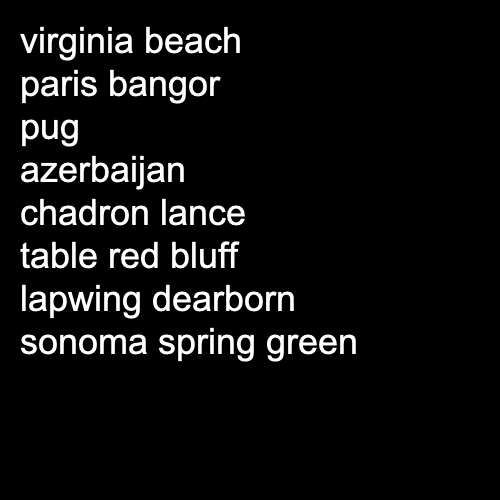 virginia beach
paris bangor
pug
azerbaijan
chadron lance
table red bluff
lapwing dearborn
sonoma spring green